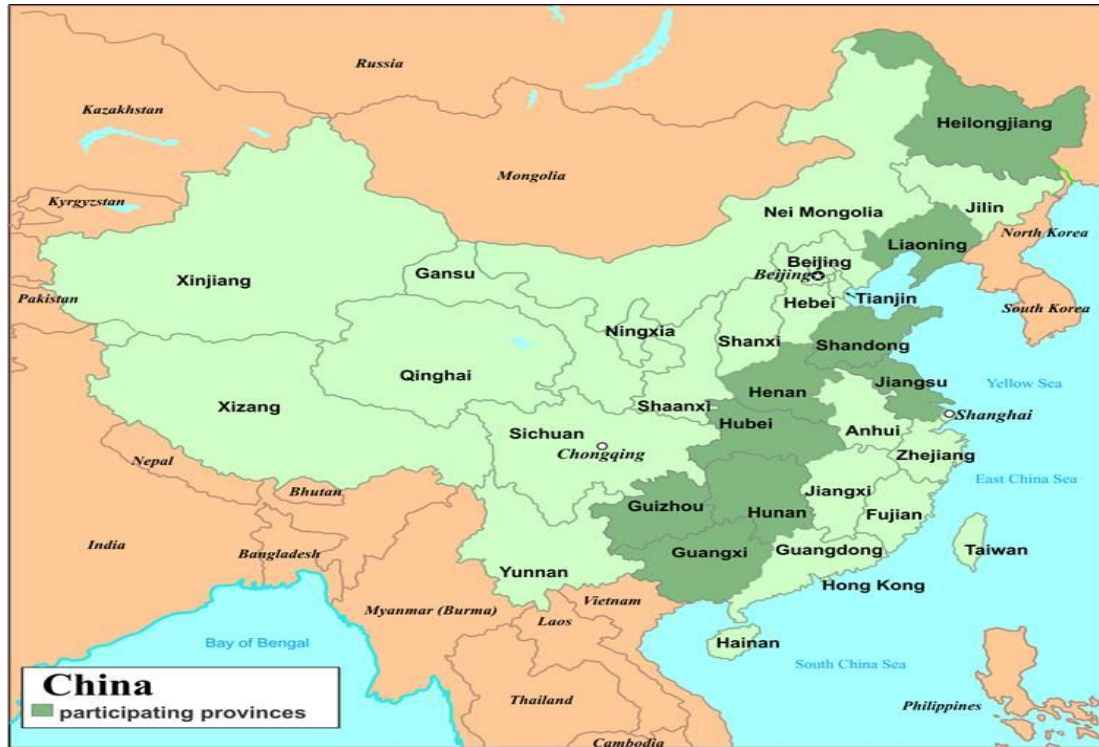 Russia
Kazakhstan
Heilongjiang
Mongolia
Kyrgyzstan
Jilin
Nei Mongolia
North Korea
Liaoning
Beijing
Beijing
Gansu
Xinjiang
Pakistan
Tianjin
Hebei
South Korea
Ningxia
Shanxi
Shandong
Qinghai
Yellow Sea
Jiangsu
Henan
Xizang
Shaanxi
Shanghai
Hubei
Anhui
Sichuan
Chongqing
Zhejiang
Nepal
East China Sea
Bhutan
Jiangxi
Guizhou
Hunan
Fujian
India
Bangladesh
Guangxi
Guangdong
Taiwan
Yunnan
Hong Kong
Vietnam
Myanmar (Burma)
Laos
Bay of Bengal
Hainan
South China Sea
China
participating provinces
Thailand
Philippines
Cambodia